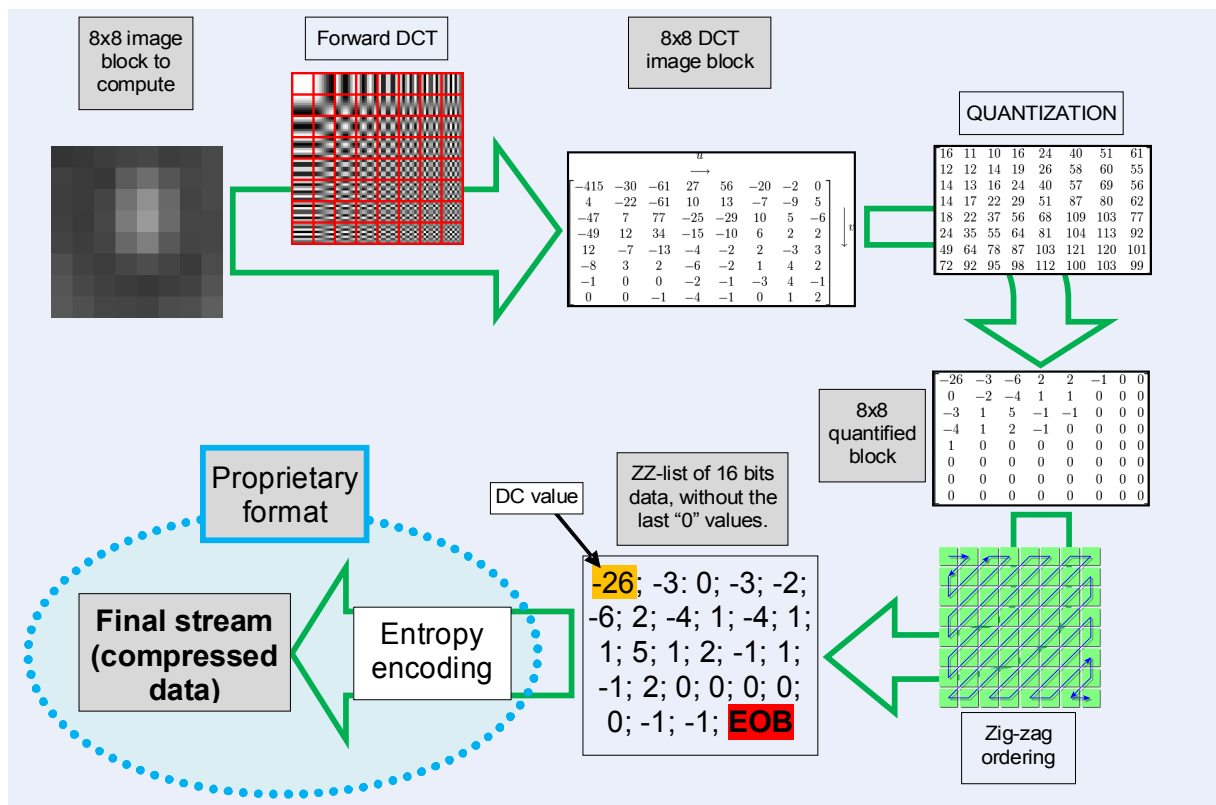 8x8 image
block to
compute
Forward DCT
8x8 DCT
image block
QUANTIZATION
u
⟶
−415 −30 −61 27 56 −20 −2 0
4 −22 −61 10 13 −7 −9 5
−47 7 77 −25 −29 10 5 −6
−49 12 34 −15 −10 6 2 2
12 −7 −13 −4 −2 2 −3 3
−8 3 2 −6 −2 1 4 2
−1 0 0 −2 −1 −3 4 −1
0 0 −1 −4 −1 0 1 2
v
16 11 10 16 24 40 51 61
12 12 14 19 26 58 60 55
14 13 16 24 40 57 69 56
14 17 22 29 51 87 80 62
18 22 37 56 68 109 103 77
24 35 55 64 81 104 113 92
49 64 78 87 103 121 120 101
72 92 95 98 112 100 103 99
8x8
quantified
block
−26 −3 −6 2 2 −1 0 0
0 −2 −4 1 1 0 0 0
−3 1 5 −1 −1 0 0 0
−4 1 2 −1 0 0 0 0
1 0 0 0 0 0 0 0
0 0 0 0 0 0 0 0
0 0 0 0 0 0 0 0
0 0 0 0 0 0 0 0
Zig-zag
ordering
ZZ-list of 16 bits
data, without the
last “0” values.
DC value
-26; -3: 0; -3; -2;
-6; 2; -4; 1; -4; 1;
1; 5; 1; 2; -1; 1;
-1; 2; 0; 0; 0; 0;
0; -1; -1; EOB
Proprietary
format
Entropy
encoding
Final stream
(compressed
data)